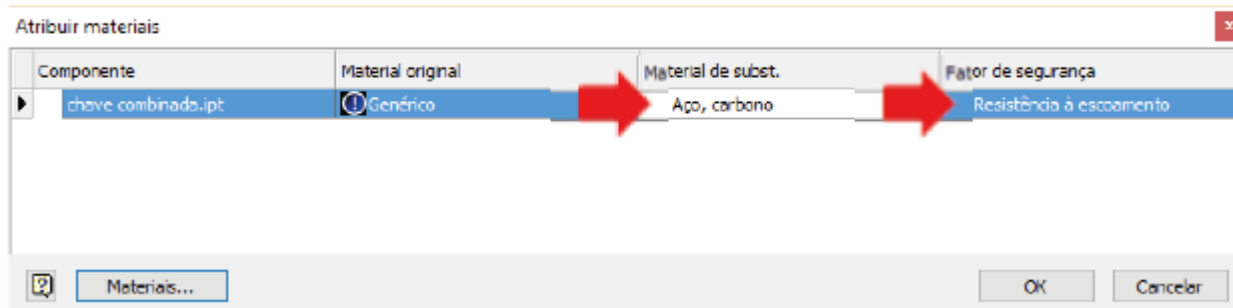 Atribuir materiais
Componente Material original Material de subst. Fator de segurança
chave combinada.ipt Genérico Aço, carbono Resistência à escoamento
Materiais... OK Cancelar